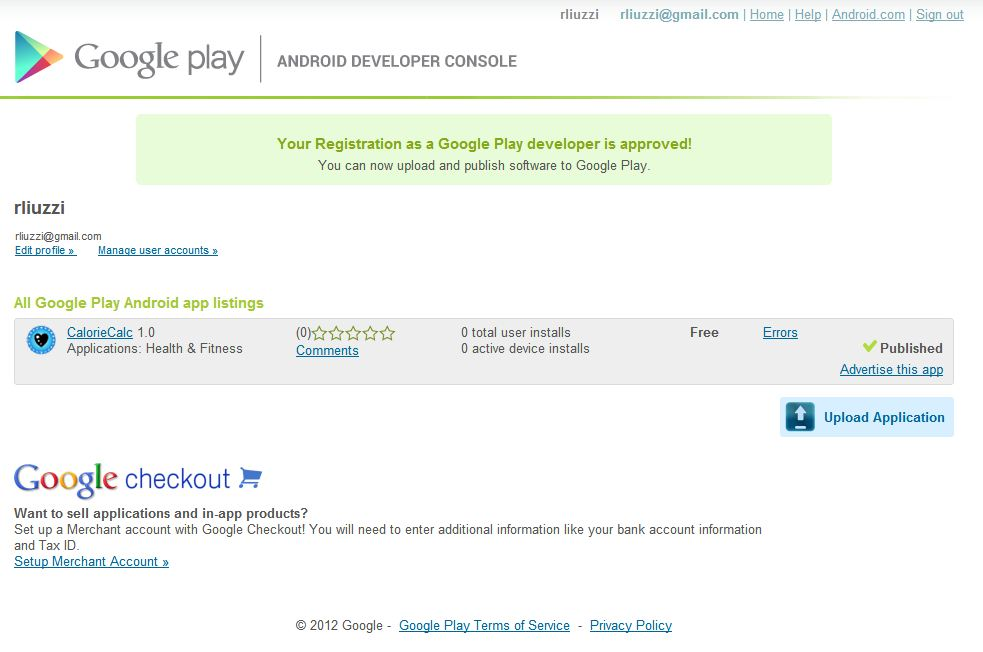 rliuzzi rliuzzi@gmail.com | Home | Help | Android.com | Sign out
Google play ANDROID DEVELOPER CONSOLE
Your Registration as a Google Play developer is approved!
You can now upload and publish software to Google Play.
rliuzzi
rliuzzi@gmail.com
Edit profile » Manage user accounts »
All Google Play Android app listings
CalorieCalc 1.0 (0) 0 total user installs Free Errors
Applications: Health & Fitness Comments 0 active device installs Published
Advertise this app
Upload Application
Google checkout
Want to sell applications and in-app products?
Set up a Merchant account with Google Checkout! You will need to enter additional information like your bank account information
and Tax ID.
Setup Merchant Account »
© 2012 Google - Google Play Terms of Service - Privacy Policy